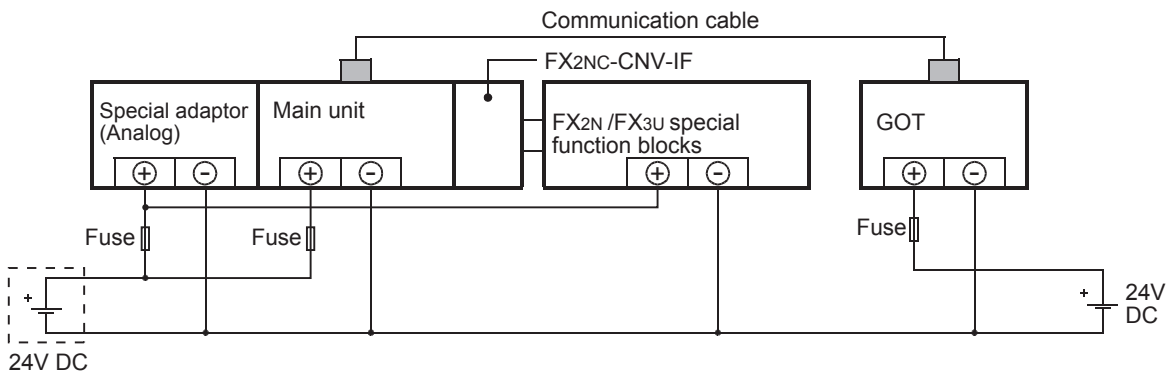 Communication cable
FX2NC-CNV-IF
Special adaptor
(Analog)
Main unit
FX2N /FX3U special
function blocks
GOT
+ - + - + - + -
Fuse
Fuse
Fuse
+
24V DC
+
24V
DC